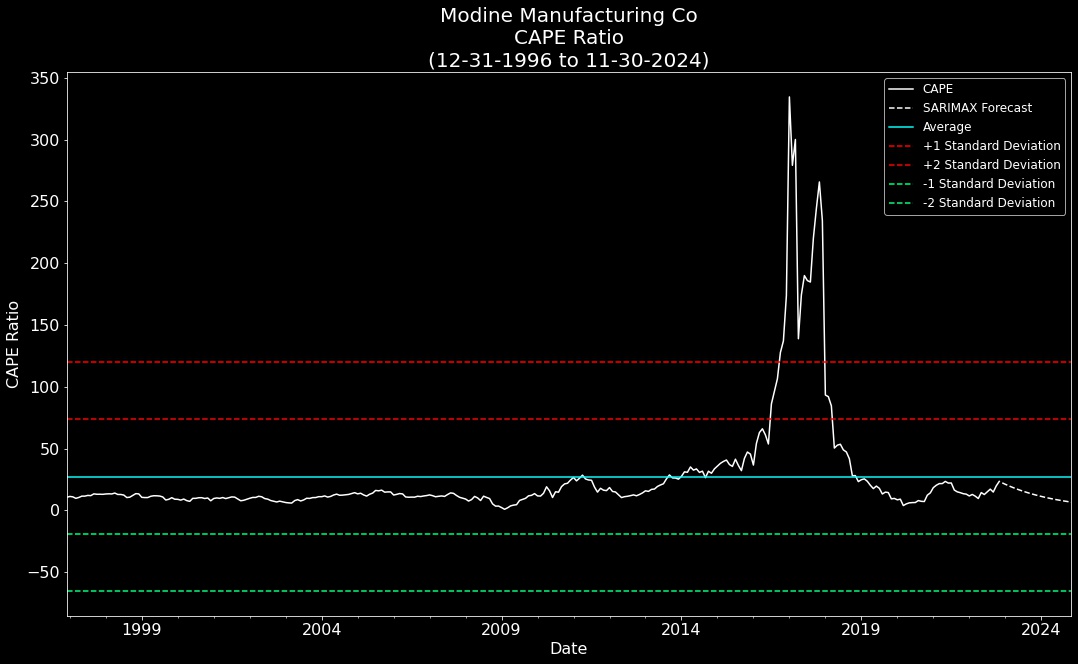 Modine Manufacturing Co
CAPE Ratio
(12-31-1996 to 11-30-2024)
350
300
250
200
150
100
50
0
−50
CAPE Ratio
CAPE
SARIMAX Forecast
Average
+1 Standard Deviation
+2 Standard Deviation
-1 Standard Deviation
-2 Standard Deviation
1999
2004
2009
2014
2019
2024
Date